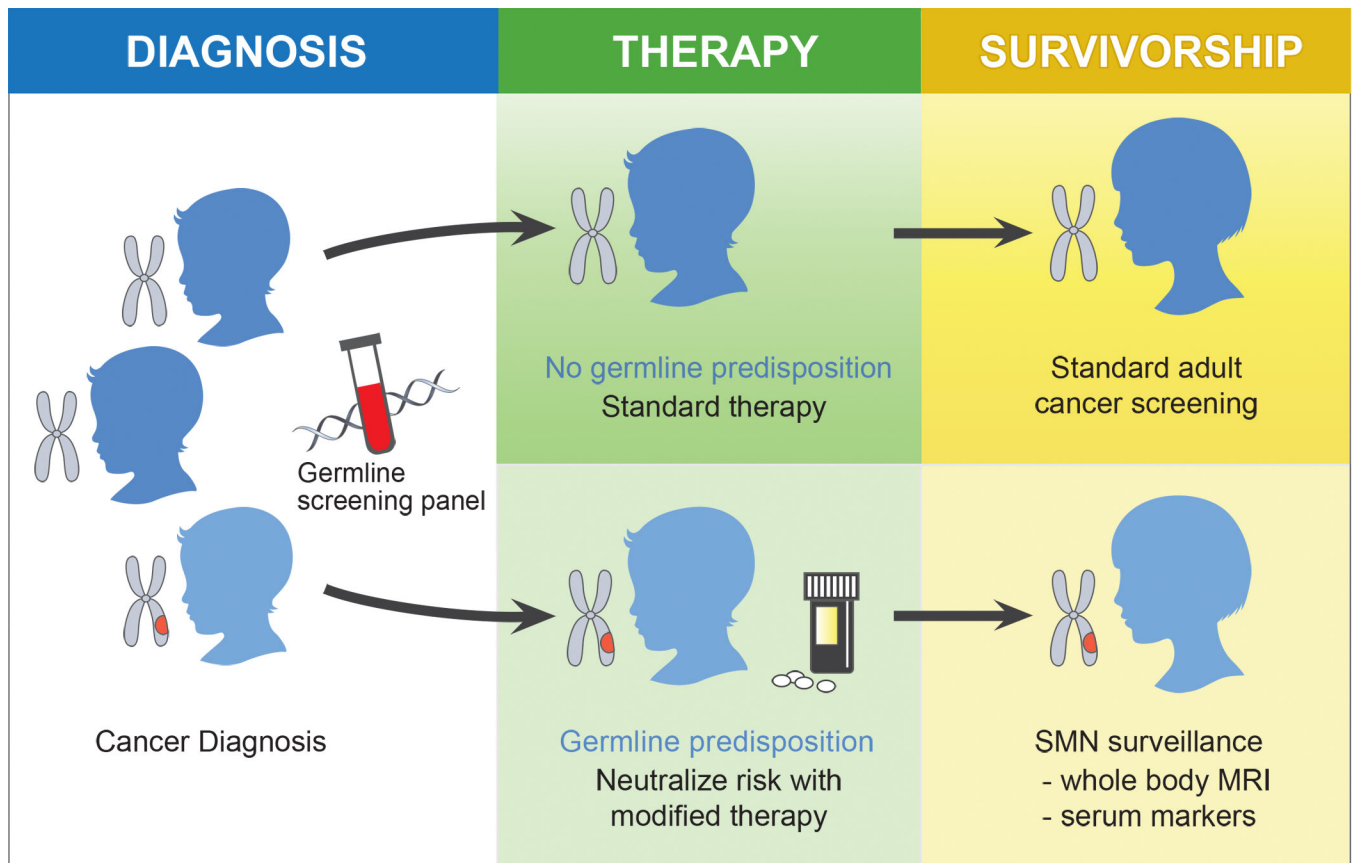 DIAGNOSIS
THERAPY
SURVIVORSHIP
Germline
screening panel
Cancer Diagnosis
No germline predisposition
Standard therapy
Standard adult
cancer screening
Germline predisposition
Neutralize risk with
modified therapy
SMN surveillance
- whole body MRI
- serum markers